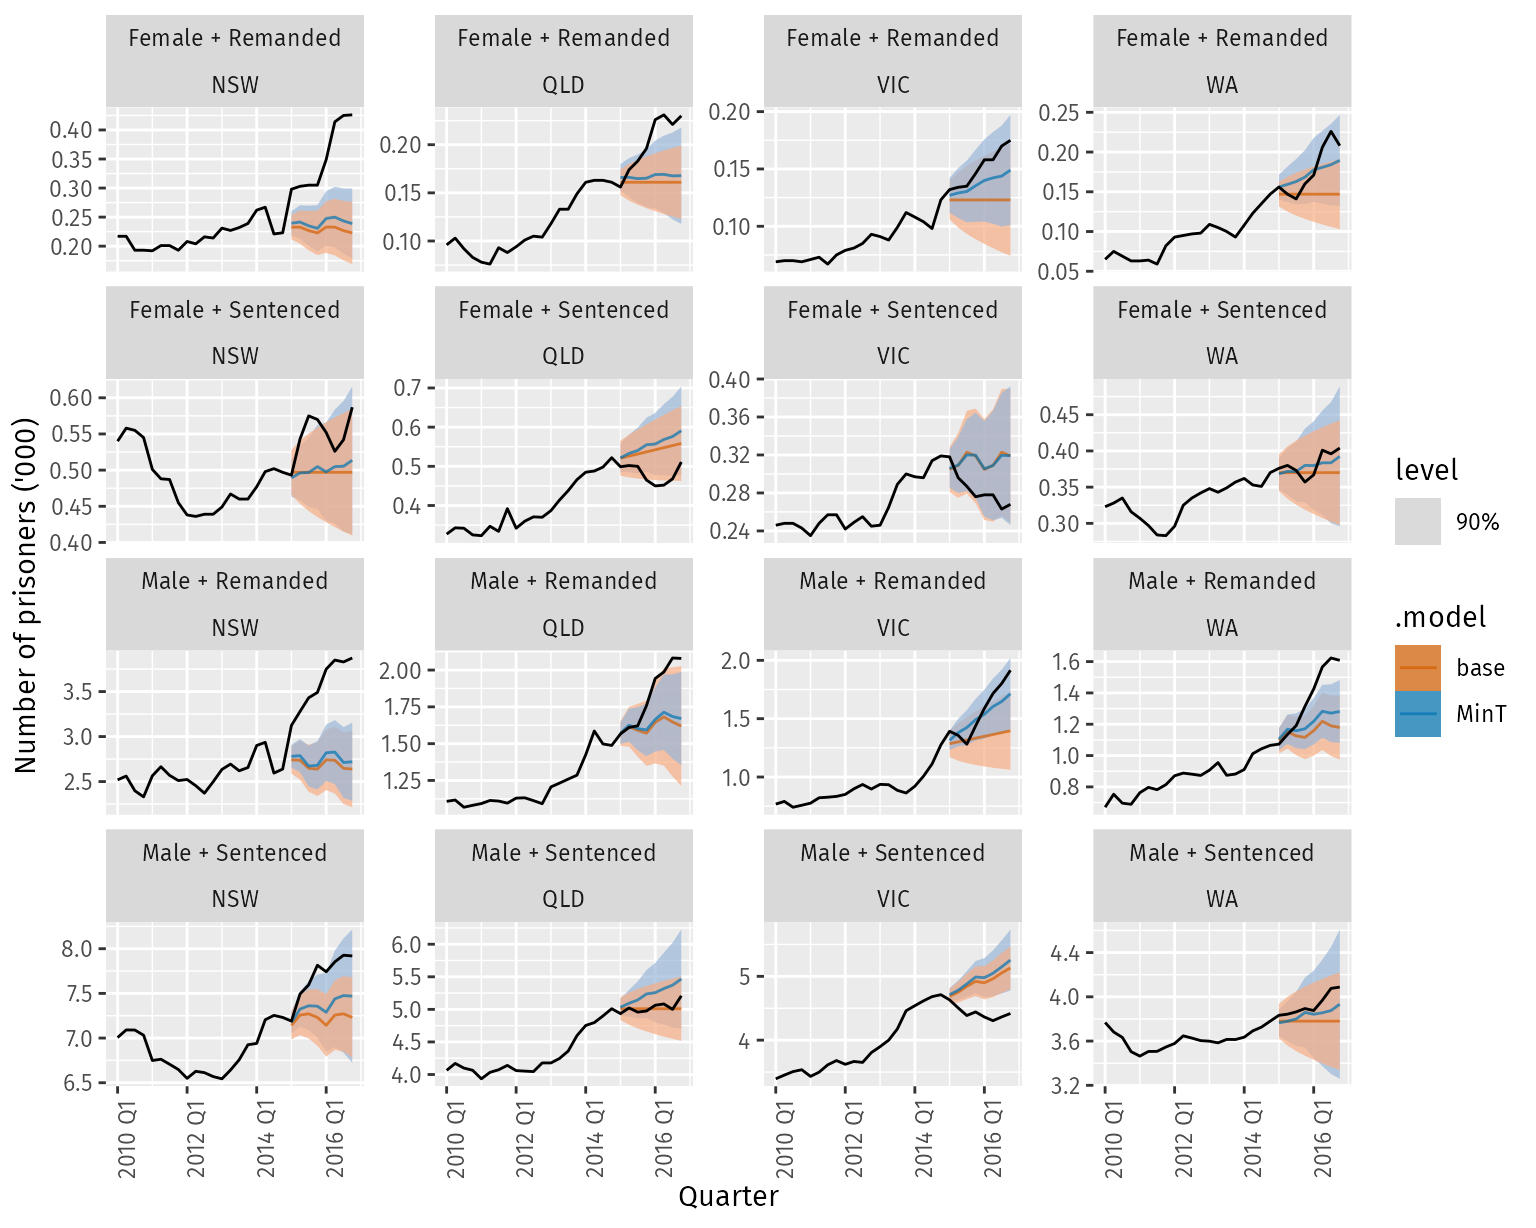 Female + Remanded
NSW
Female + Remanded
QLD
Female + Remanded
VIC
Female + Remanded
WA
0.40
0.35
0.30
0.25
0.20
0.20
0.15
0.10
0.20
0.15
0.10
0.25
0.20
0.15
0.10
0.05
Female + Sentenced
NSW
Female + Sentenced
QLD
Female + Sentenced
VIC
Female + Sentenced
WA
0.60
0.55
0.50
0.45
0.40
0.7
0.6
0.5
0.4
0.40
0.36
0.32
0.28
0.24
0.45
0.40
0.35
0.30
Male + Remanded
NSW
Male + Remanded
QLD
Male + Remanded
VIC
Male + Remanded
WA
3.5
3.0
2.5
2.00
1.75
1.50
1.25
2.0
1.5
1.0
1.6
1.4
1.2
1.0
0.8
Male + Sentenced
NSW
Male + Sentenced
QLD
Male + Sentenced
VIC
Male + Sentenced
WA
8.0
7.5
7.0
6.5
6.0
5.5
5.0
4.5
4.0
5
4
4.4
4.0
3.6
3.2
2010 Q1
2012 Q1
2014 Q1
2016 Q1
2010 Q1
2012 Q1
2014 Q1
2016 Q1
2010 Q1
2012 Q1
2014 Q1
2016 Q1
2010 Q1
2012 Q1
2014 Q1
2016 Q1
Quarter
Number of prisoners ('000)
level
90%
.model
base
MinT